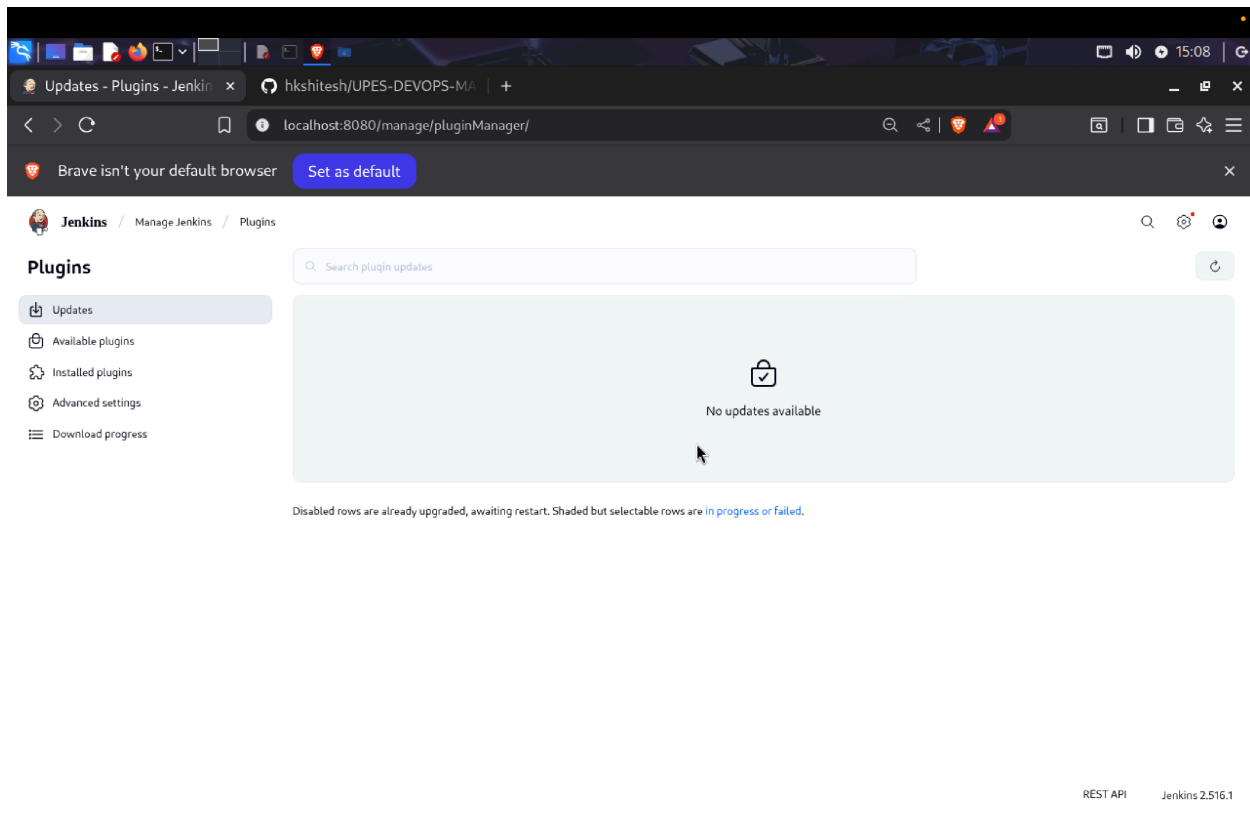 15:08
Updates - Plugins - Jenkin
hkshitesh/UPES-DEVOPS-MA
localhost:8080/manage/pluginManager/
Brave isn't your default browser Set as default
Jenkins / Manage Jenkins / Plugins
Plugins
Search plugin updates
Updates
Available plugins
Installed plugins
Advanced settings
Download progress
No updates available
Disabled rows are already upgraded, awaiting restart. Shaded but selectable rows are in progress or failed.
REST API Jenkins 2.516.1